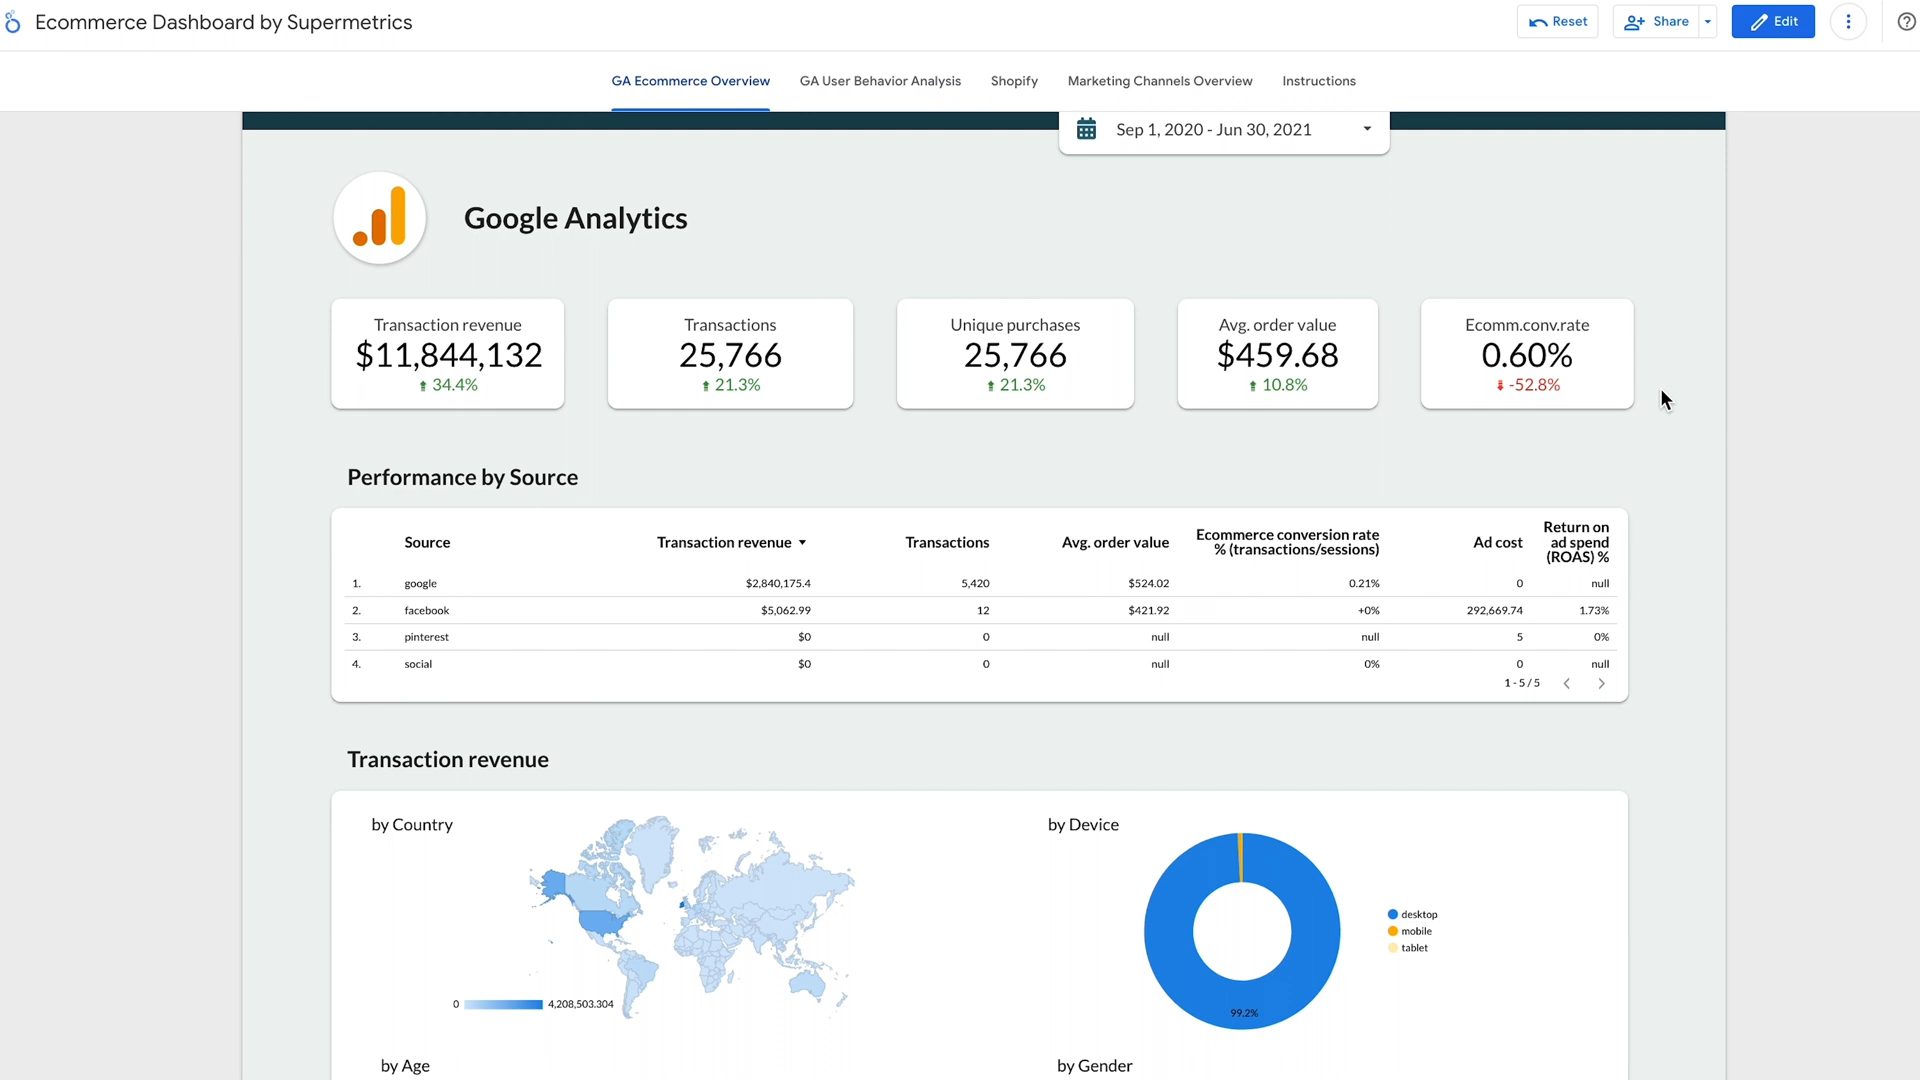 Ecommerce Dashboard by Supermetrics
Reset
Share
Edit
GA Ecommerce Overview
GA User Behavior Analysis
Shopify
Marketing Channels Overview
Instructions
Sep 1, 2020 - Jun 30, 2021
Google Analytics
Transaction revenue
$11,844,132
34.4%
Transactions
25,766
21.3%
Unique purchases
25,766
21.3%
Avg. order value
$459.68
10.8%
Ecomm.conv.rate
0.60%
-52.8%
Performance by Source
Source Transaction revenue Transactions Avg. order value Ecommerce conversion rate % (transactions/sessions) Ad cost Return on ad spend (ROAS) %
1. google $2,840,175.4 5,420 $524.02 0.21% 0 null
2. facebook $5,062.99 12 $421.92 +0% 292,669.74 1.73%
3. pinterest $0 0 null null 5 0%
4. social $0 0 null 0% 0 null
1 - 5 / 5
Transaction revenue
by Country
0 4,208,503.304
by Device
desktop
mobile
tablet
99.2%
by Age
by Gender